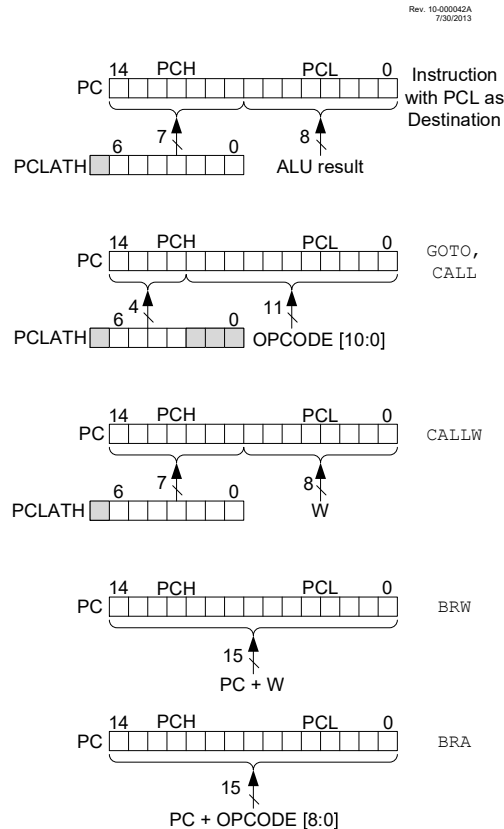 Rev. 10-000042A
7/30/2013
14 PCH PCL 0
PC
Instruction
with PCL as
Destination
7 8
6 0
PCLATH
ALU result
14 PCH PCL 0
PC
GOTO,
CALL
4 11
6 0
PCLATH
OPCODE [10:0]
14 PCH PCL 0
PC
CALLW
7 8
6 0
PCLATH
W
14 PCH PCL 0
PC
BRW
15
PC + W
14 PCH PCL 0
PC
BRA
15
PC + OPCODE [8:0]